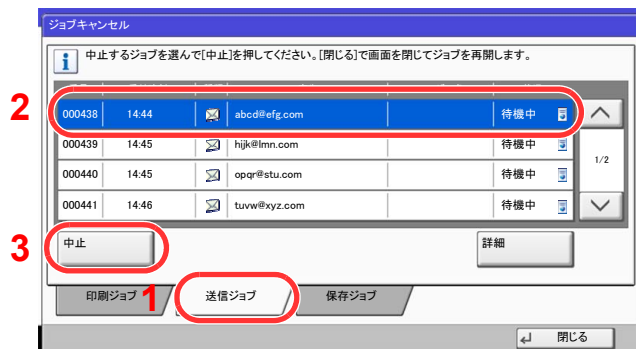 ジョブキャンセル
i 中止するジョブを選んで[中止]を押してください。[閉じる]で画面を閉じてジョブを再開します。
2 000438 14:44 abcd@efg.com 待機中
000439 14:45 hijk@lmn.com 待機中
1/2
000440 14:45 opqr@stu.com 待機中
000441 14:46 tuvw@xyz.com 待機中
3 中止 詳細
印刷ジョブ 1 送信ジョブ 保存ジョブ
閉じる